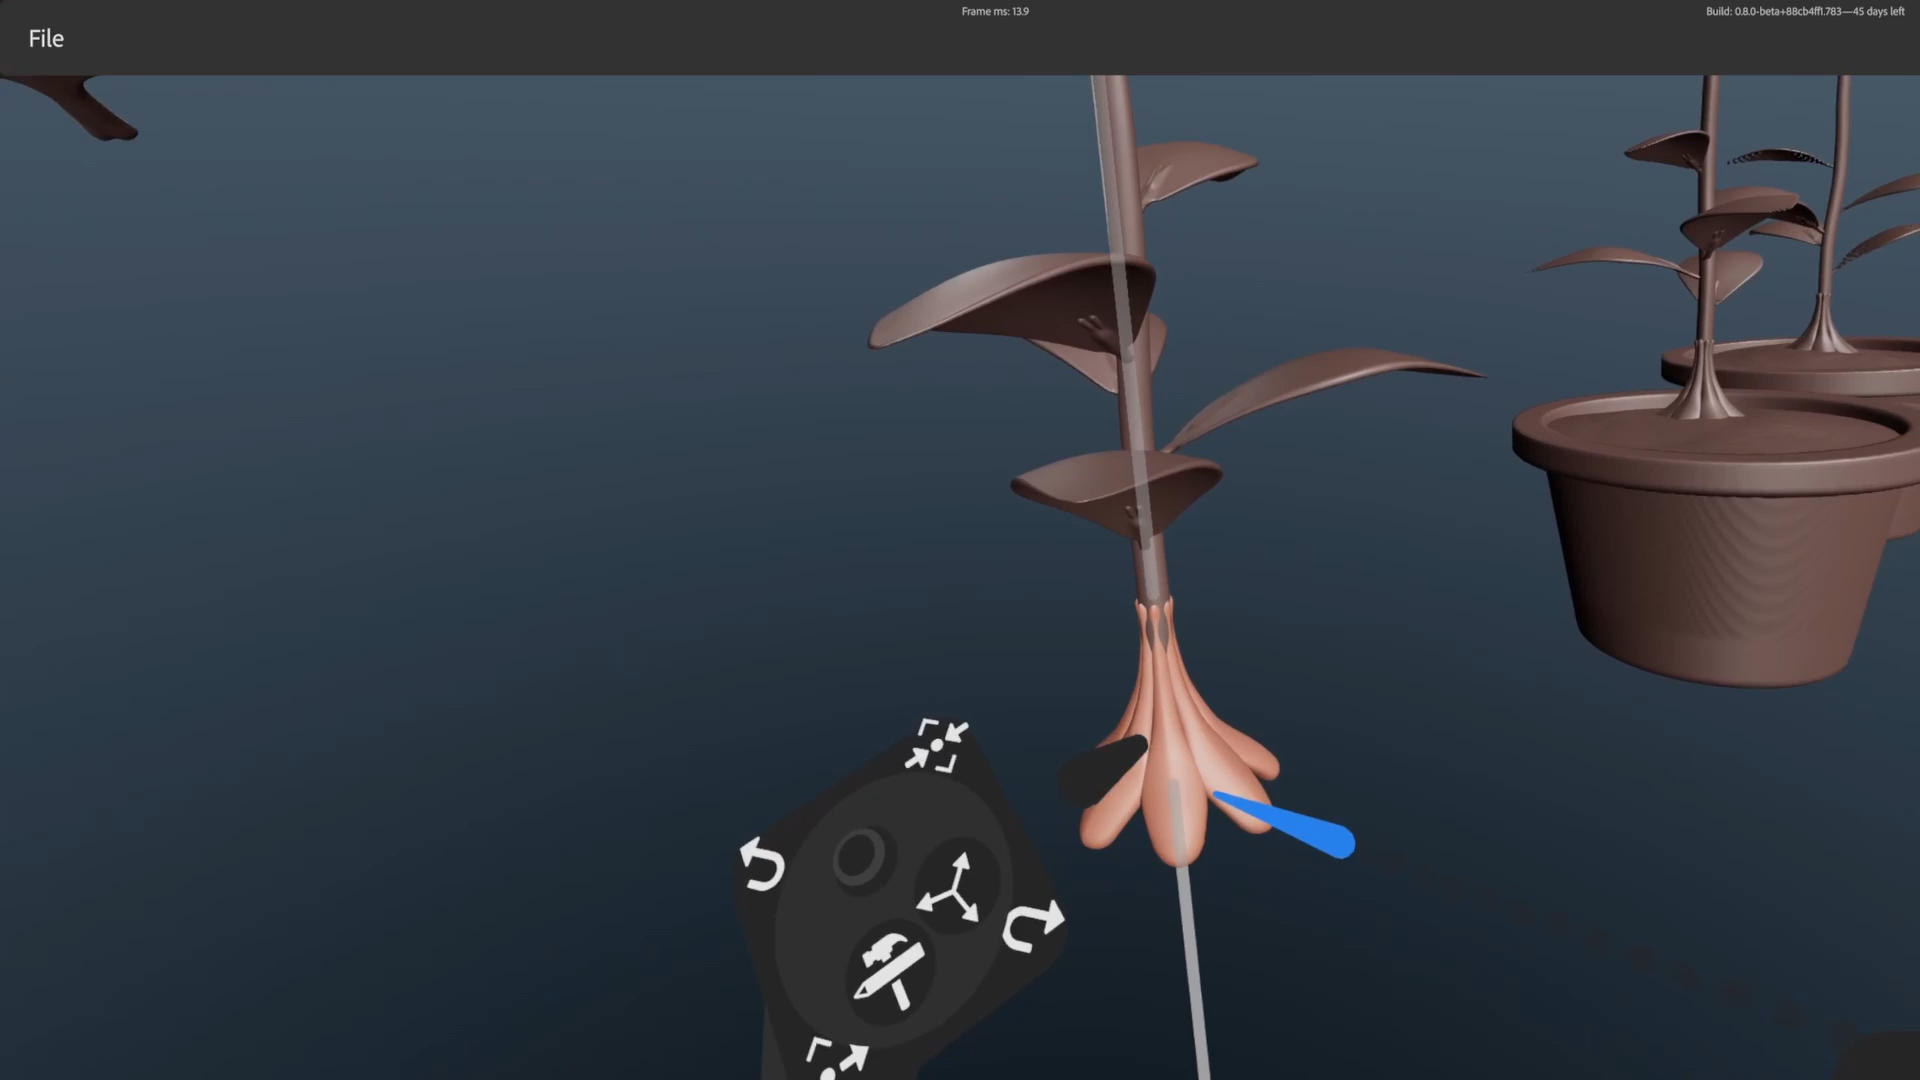 Frame ms: 13.9
Build: 0.8.0-beta+88cb4ff1.783—45 days left
File